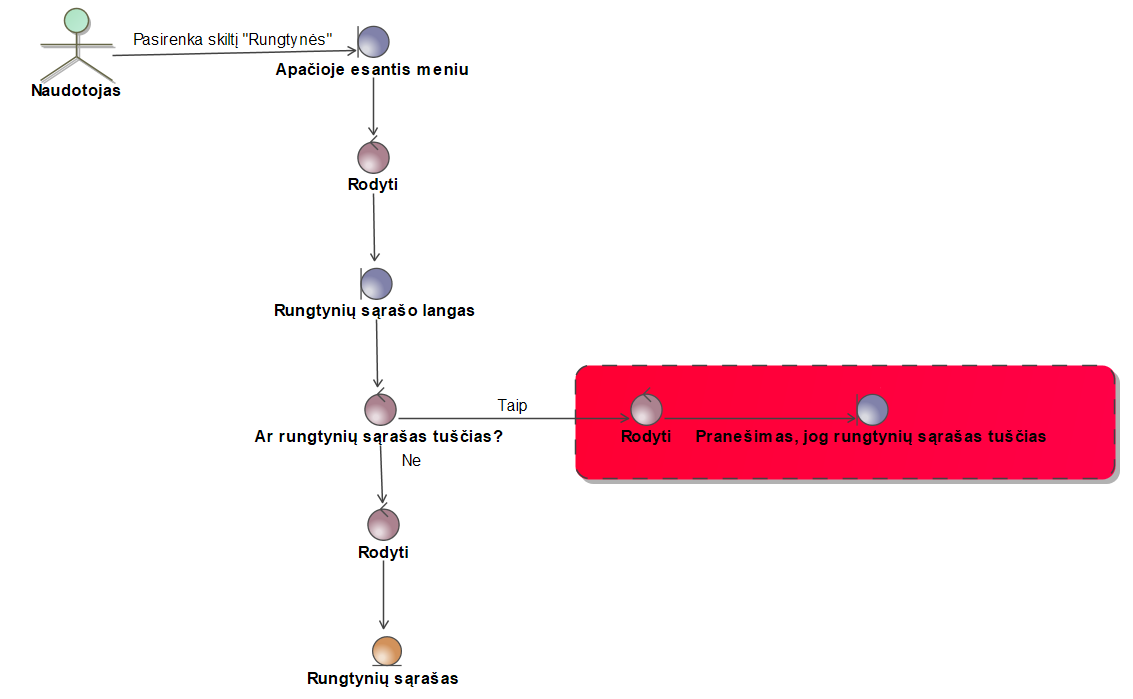 Pasirenka skiltį "Rungtynės"
Naudotojas
Apačioje esantis meniu
Rodyti
Rungtynių sąrašo langas
Taip
Ar rungtynių sąrašas tuščias?
Rodyti
Pranešimas, jog rungtynių sąrašas tuščias
Ne
Rodyti
Rungtynių sąrašas